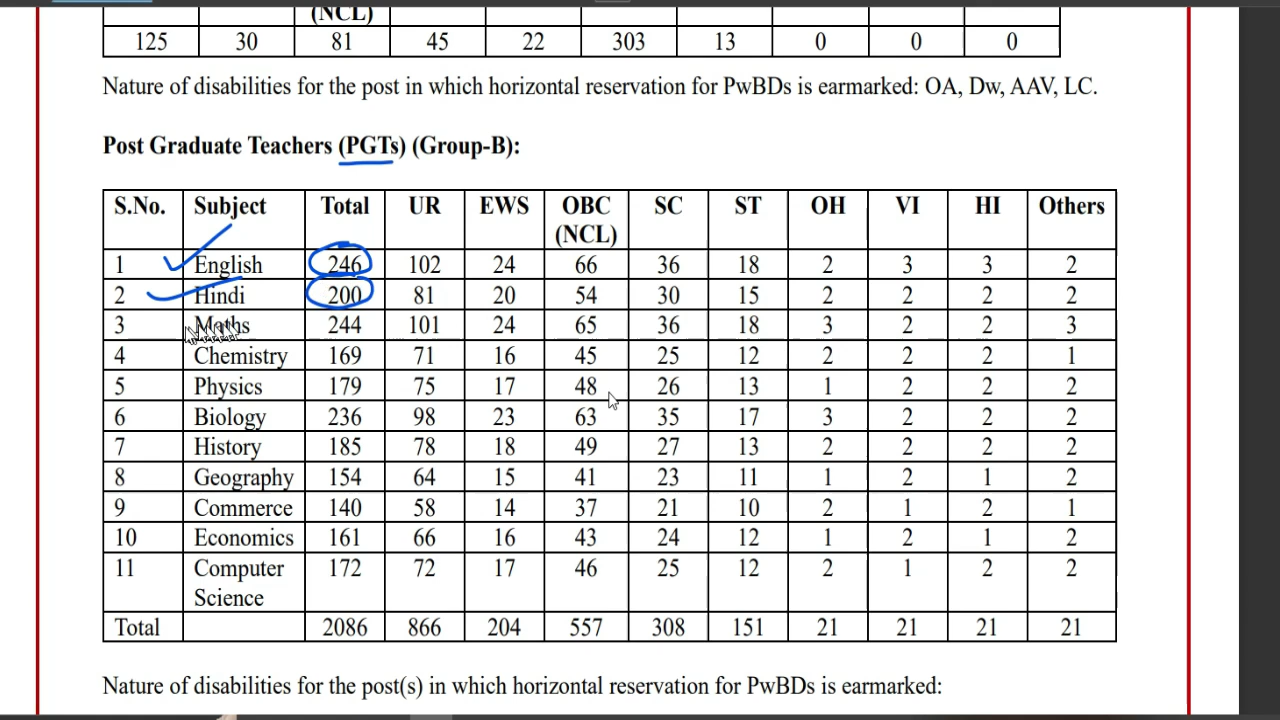 (NCL)
125 30 81 45 22 303 13 0 0 0
Nature of disabilities for the post in which horizontal reservation for PwBDs is earmarked: OA, Dw, AAV, LC.
Post Graduate Teachers (PGTs) (Group-B):
S.No. Subject Total UR EWS OBC (NCL) SC ST OH VI HI Others
1 English 246 102 24 66 36 18 2 3 3 2
2 Hindi 200 81 20 54 30 15 2 2 2 2
3 Maths 244 101 24 65 36 18 3 2 2 3
4 Chemistry 169 71 16 45 25 12 2 2 2 1
5 Physics 179 75 17 48 26 13 1 2 2 2
6 Biology 236 98 23 63 35 17 3 2 2 2
7 History 185 78 18 49 27 13 2 2 2 2
8 Geography 154 64 15 41 23 11 1 2 1 2
9 Commerce 140 58 14 37 21 10 2 1 2 1
10 Economics 161 66 16 43 24 12 1 2 1 2
11 Computer Science 172 72 17 46 25 12 2 1 2 2
Total 2086 866 204 557 308 151 21 21 21 21
Nature of disabilities for the post(s) in which horizontal reservation for PwBDs is earmarked: